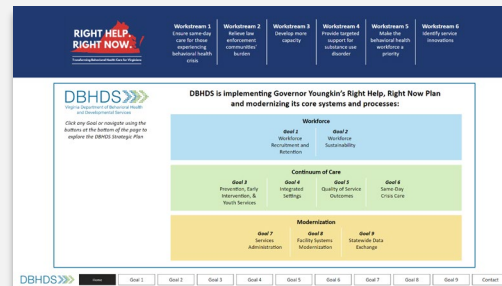 RIGHT HELP.
RIGHT NOW.
Transforming Behavioral Health Care for Virginians
Workstream 1
Ensure same-day
care for those
experiencing
behavioral health
crisis
Workstream 2
Relieve law
enforcement
communities'
burden
Workstream 3
Develop more
capacity
Workstream 4
Provide targeted
support for
substance use
disorder
Workstream 5
Make the
behavioral health
workforce a
priority
Workstream 6
Identify service
innovations
DBHDS
Virginia Department of Behavioral Health
and Developmental Services
Click any Goal or navigate using the
buttons at the bottom of the page to
explore the DBHDS Strategic Plan
DBHDS is implementing Governor Youngkin's Right Help, Right Now Plan
and modernizing its core systems and processes:
Workforce
Goal 1
Workforce
Recruitment and
Retention
Goal 2
Workforce
Sustainability
Continuum of Care
Goal 3
Prevention, Early
Intervention, &
Youth Services
Goal 4
Integrated
Settings
Goal 5
Quality of Service
Outcomes
Goal 6
Same-Day
Crisis Care
Modernization
Goal 7
Services
Administration
Goal 8
Facility Systems
Modernization
Goal 9
Statewide Data
Exchange
DBHDS Home Goal 1 Goal 2 Goal 3 Goal 4 Goal 5 Goal 6 Goal 7 Goal 8 Goal 9 Contact